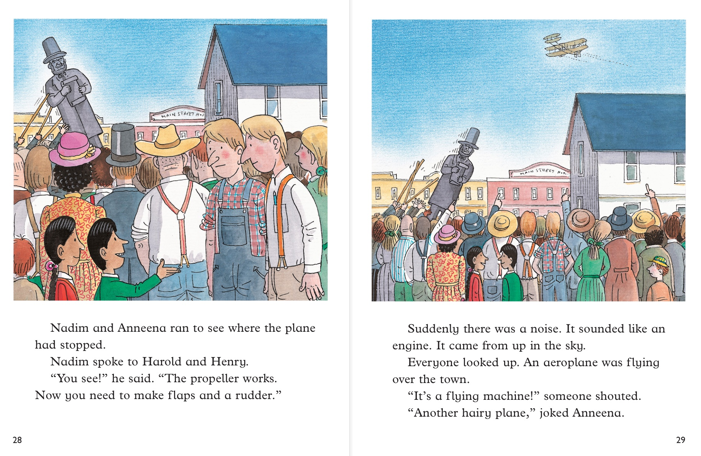 MAIN STREET
Nadim and Anneena ran to see where the plane
had stopped.
Nadim spoke to Harold and Henry.
“You see!” he said. “The propeller works.
Now you need to make flaps and a rudder.”
28
MAIN STREET
Suddenly there was a noise. It sounded like an
engine. It came from up in the sky.
Everyone looked up. An aeroplane was flying
over the town.
“It’s a flying machine!” someone shouted.
“Another hairy plane,” joked Anneena.
29